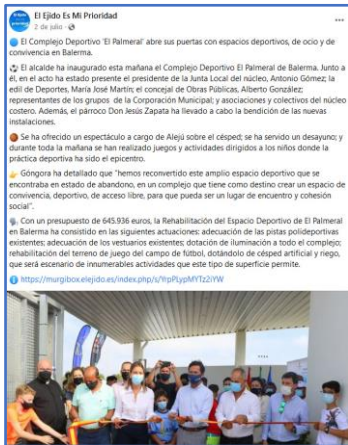 El Ejido Es Mi Prioridad
2 de julio ·
El Complejo Deportivo 'El Palmeral' abre sus puertas con espacios deportivos, de ocio y de
convivencia en Balerma.
El alcalde ha inaugurado esta mañana el Complejo Deportivo El Palmeral de Balerma. Junto a
él, en el acto ha estado presente el presidente de la Junta Local del núcleo, Antonio Gómez; la
edil de Deportes, María José Martín; el concejal de Obras Públicas, Alberto González;
representantes de los grupos de la Corporación Municipal; y asociaciones y colectivos del núcleo
costero. Además, el párroco Don Jesús Zapata ha llevado a cabo la bendición de las nuevas
instalaciones.
Se ha ofrecido un espectáculo a cargo de Alejú sobre el césped; se ha servido un desayuno; y
durante toda la mañana se han realizado juegos y actividades dirigidos a los niños donde la
práctica deportiva ha sido el epicentro.
Góngora ha detallado que "hemos reconvertido este amplio espacio deportivo que se
encontraba en estado de abandono, en un complejo que tiene como destino crear un espacio de
convivencia, deportivo, de acceso libre, para que pueda ser un lugar de encuentro y cohesión
social".
Con un presupuesto de 645.936 euros, la Rehabilitación del Espacio Deportivo de El Palmeral
en Balerma ha consistido en las siguientes actuaciones: adecuación de las pistas polideportivas
existentes; adecuación de los vestuarios existentes; dotación de iluminación a todo el complejo;
rehabilitación del terreno de juego del campo de fútbol, dotándolo de césped artificial y riego,
que será escenario de innumerables actividades que este tipo de superficie permite.
https://murgibox.elejido.es/index.php/s/YrpPLypMYTz2iYW